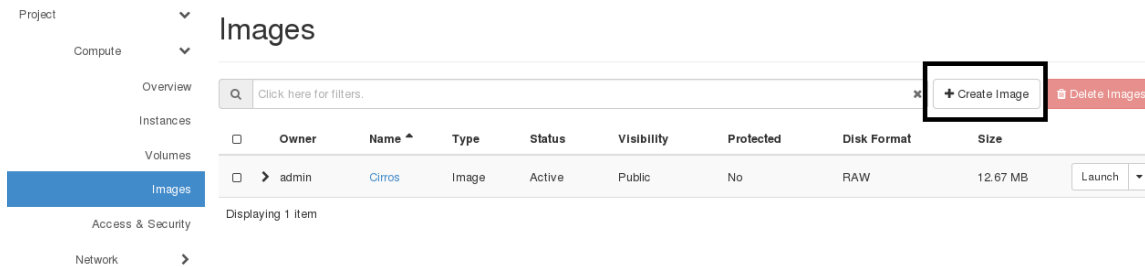 Project
Compute
Overview
Instances
Volumes
Images
Access & Security
Network
Images
Click here for filters.
Create Image
Delete Images
Owner Name Type Status Visibility Protected Disk Format Size
admin Cirros Image Active Public No RAW 12.67 MB Launch
Displaying 1 item